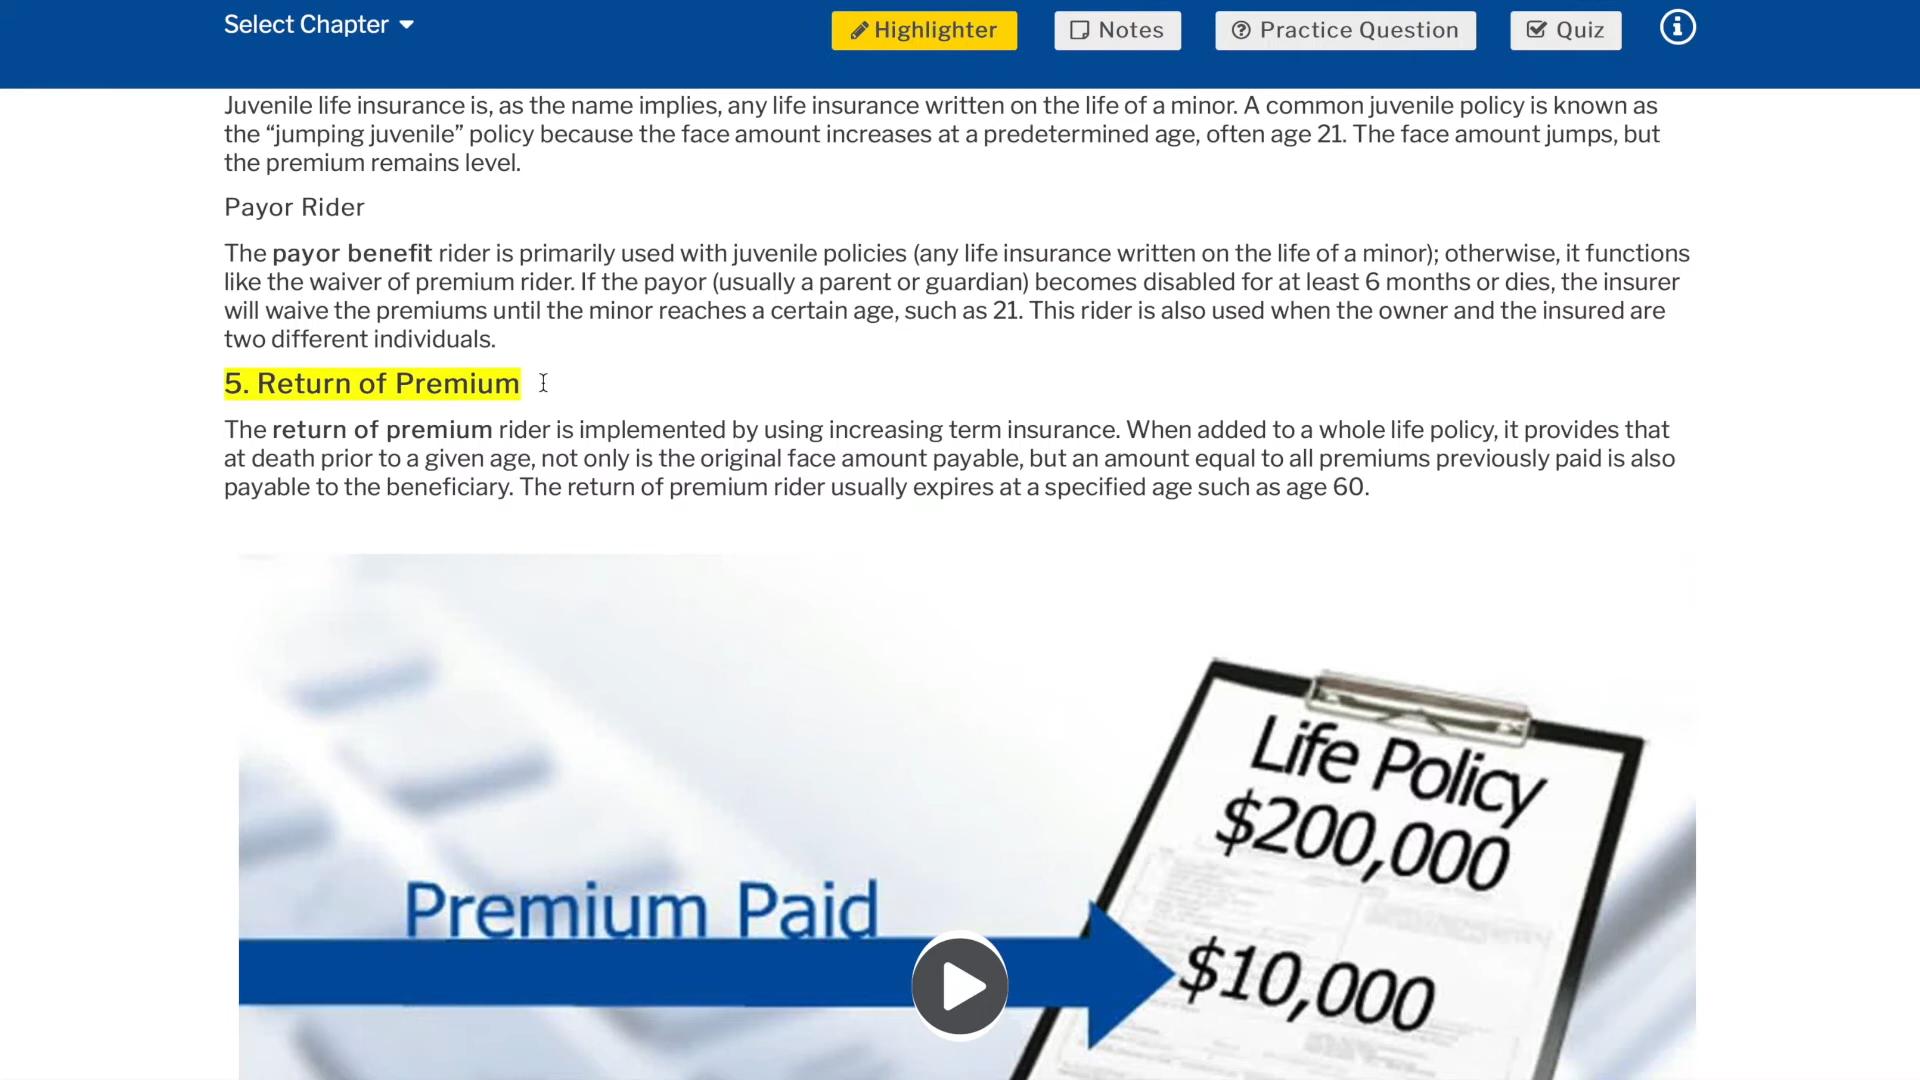 Select Chapter
Highlighter
Notes
Practice Question
Quiz
Juvenile life insurance is, as the name implies, any life insurance written on the life of a minor. A common juvenile policy is known as
the “jumping juvenile” policy because the face amount increases at a predetermined age, often age 21. The face amount jumps, but
the premium remains level.
Payor Rider
The payor benefit rider is primarily used with juvenile policies (any life insurance written on the life of a minor); otherwise, it functions
like the waiver of premium rider. If the payor (usually a parent or guardian) becomes disabled for at least 6 months or dies, the insurer
will waive the premiums until the minor reaches a certain age, such as 21. This rider is also used when the owner and the insured are
two different individuals.
5. Return of Premium
The return of premium rider is implemented by using increasing term insurance. When added to a whole life policy, it provides that
at death prior to a given age, not only is the original face amount payable, but an amount equal to all premiums previously paid is also
payable to the beneficiary. The return of premium rider usually expires at a specified age such as age 60.
Life Policy
$200,000
Premium Paid
$10,000